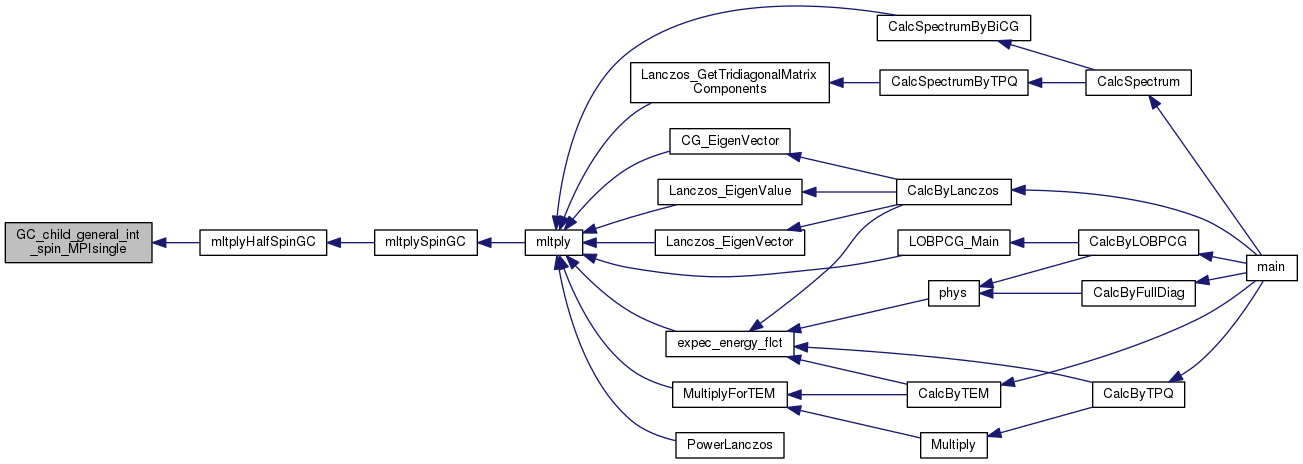 CalcSpectrumByBiCG
Lanczos_GetTridiagonalMatrix
Components
CalcSpectrumByTPQ
CalcSpectrum
CG_EigenVector
Lanczos_EigenValue
CalcByLanczos
GC_child_general_int
_spin_MPIsingle
mltplyHalfSpinGC
mltplySpinGC
mltply
Lanczos_EigenVector
LOBPCG_Main
CalcByLOBPCG
main
phys
CalcByFullDiag
expec_energy_flct
MultiplyForTEM
CalcByTEM
CalcByTPQ
PowerLanczos
Multiply